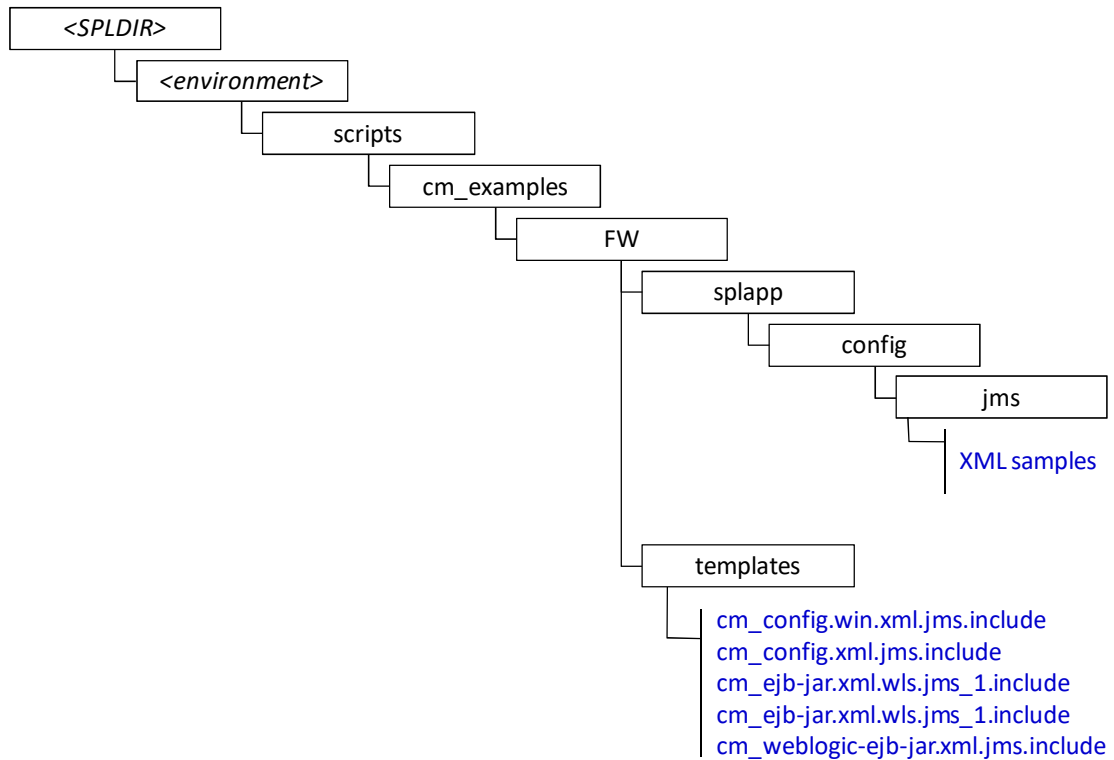 <SPLDIR>
<environment>
scripts
cm_examples
FW
splapp
config
jms
XML samples
templates
cm_config.win.xml.jms.include
cm_config.xml.jms.include
cm_ejb-jar.xml.wls.jms_1.include
cm_ejb-jar.xml.wls.jms_1.include
cm_weblogic-ejb-jar.xml.jms.include